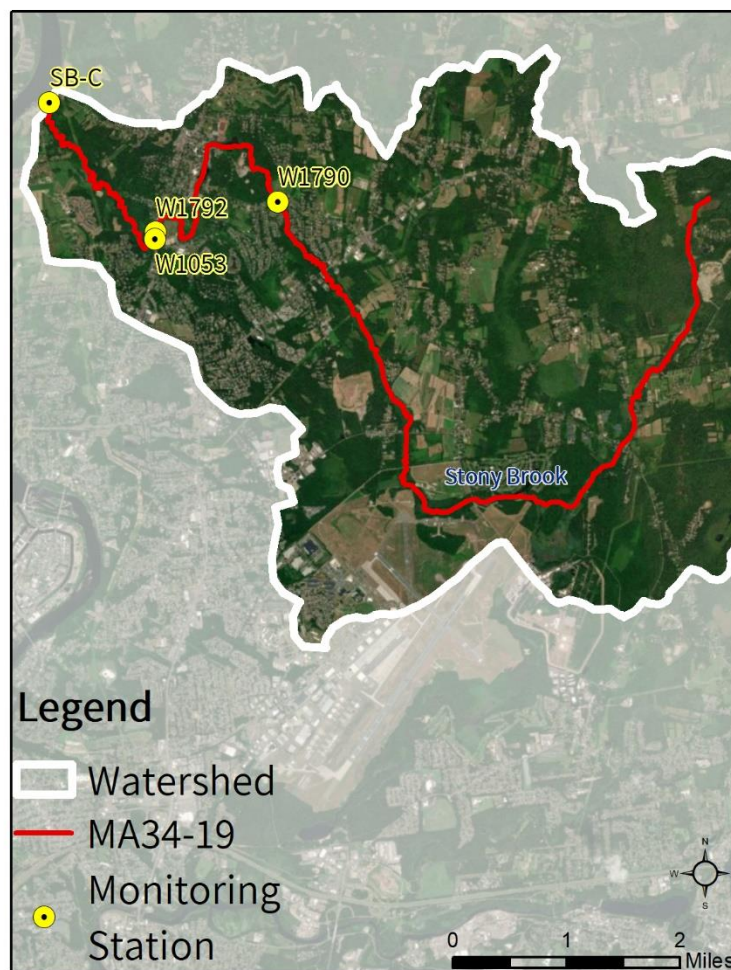 SB-C
W1790
W1792
W1053
Stony Brook
Legend
Watershed
MA34-19
Monitoring
Station
N
W
S
0 1 2
Miles